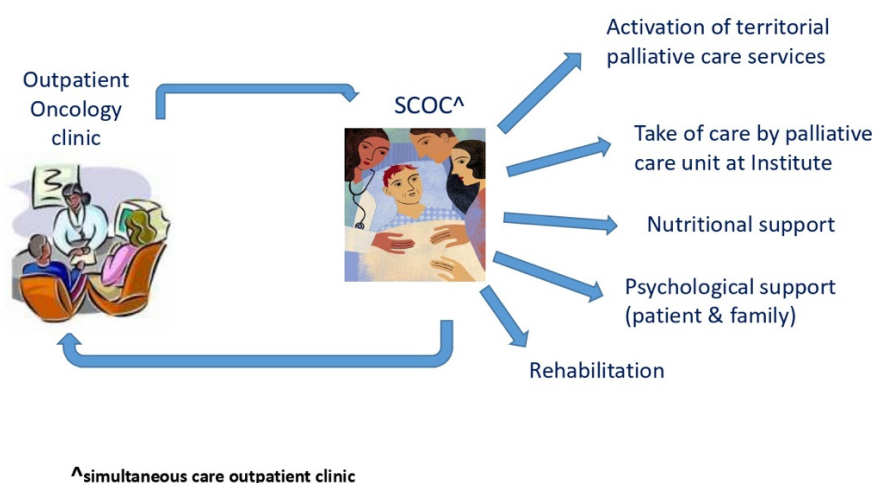 Outpatient
Oncology
clinic
SCOC^
Activation of territorial
palliative care services
Take of care by palliative
care unit at Institute
Nutritional support
Psychological support
(patient & family)
Rehabilitation
^simultaneous care outpatient clinic